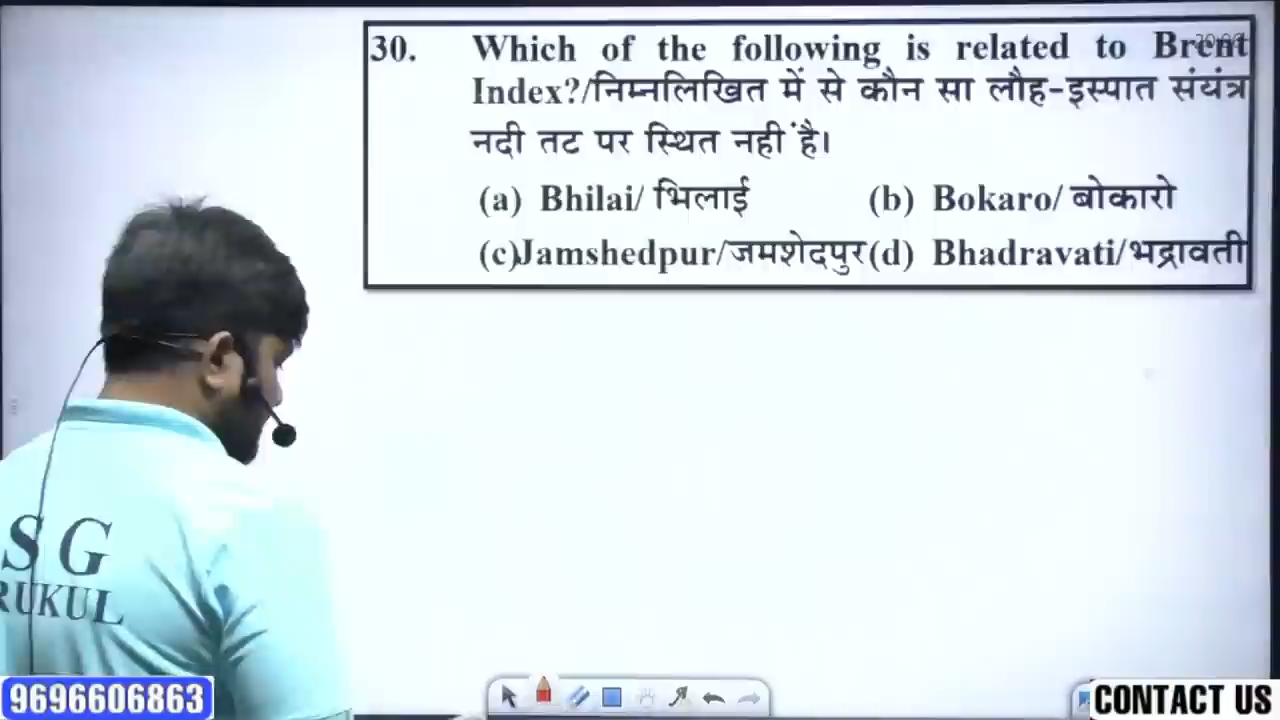 30. Which of the following is related to Brent
Index?/निम्नलिखित में से कौन सा लौह-इस्पात संयंत्र
नदी तट पर स्थित नहीं है।
(a) Bhilai/ भिलाई (b) Bokaro/ बोकारो
(c)Jamshedpur/जमशेदपुर(d) Bhadravati/भद्रावती
S G
RUKUL
9696606863
CONTACT US